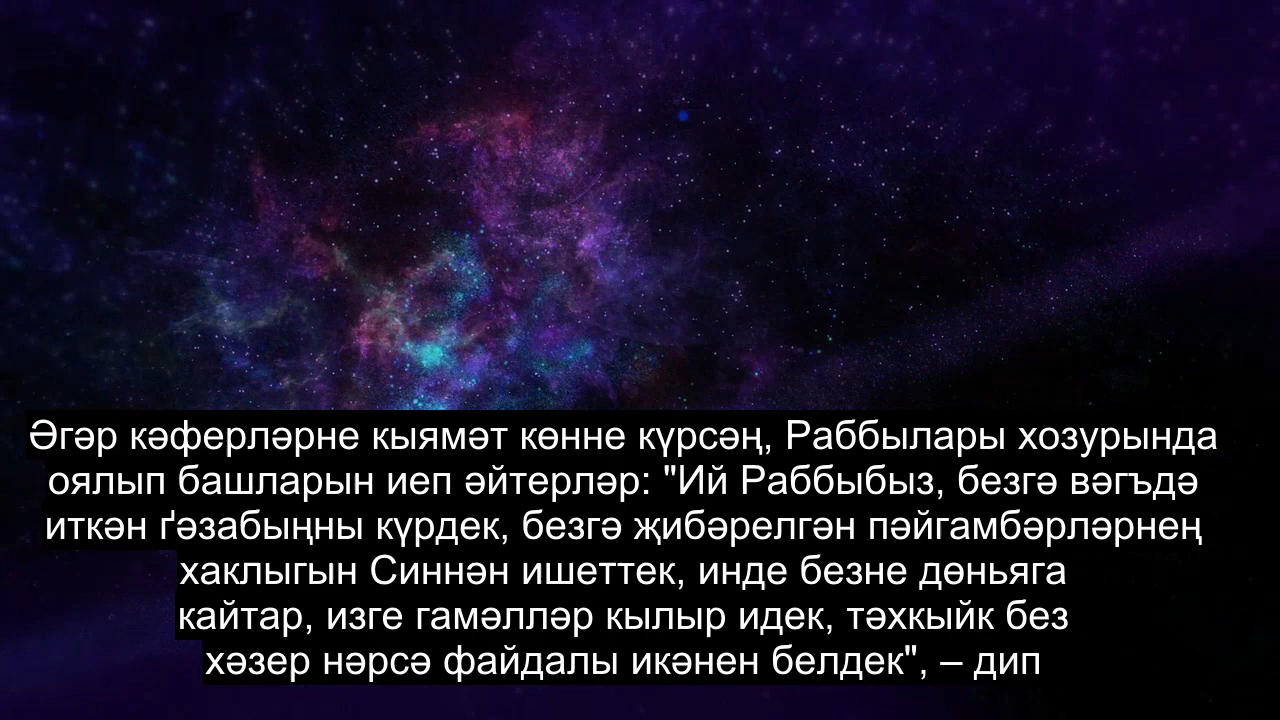 Әгәр кәферләрне кыямәт көнне күрсәң, Раббылары хозурында
оялып башларын иеп әйтерләр: "Ий Раббыбыз, безгә вәгъдә
иткән ґәзабыңны күрдек, безгә җибәрелгән пәйгамбәрләрнең
хаклыгын Синнән ишеттек, инде безне дөньяга
кайтар, изге гамәлләр кылыр идек, тәхкыйк без
хәзер нәрсә файдалы икәнен белдек", – дип